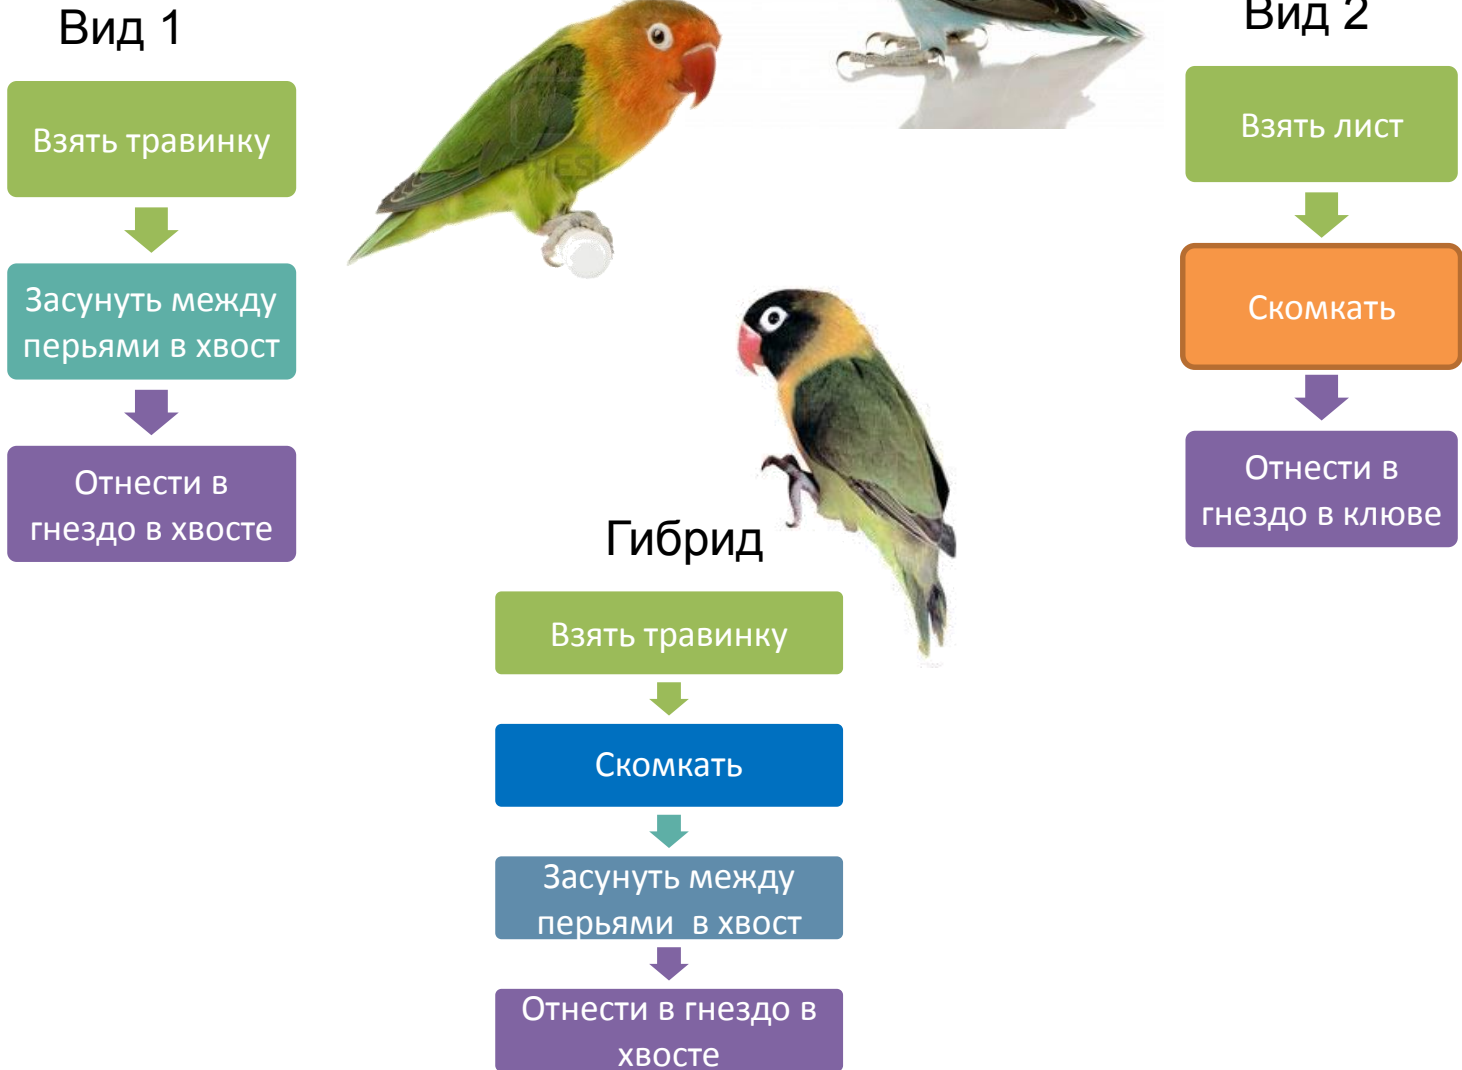 Вид 1
Взять травинку
Засунуть между
перьями в хвост
Отнести в
гнездо в хвосте
Вид 2
Взять лист
Скомкать
Отнести в
гнездо в клюве
Гибрид
Взять травинку
Скомкать
Засунуть между
перьями в хвост
Отнести в гнездо в
хвосте